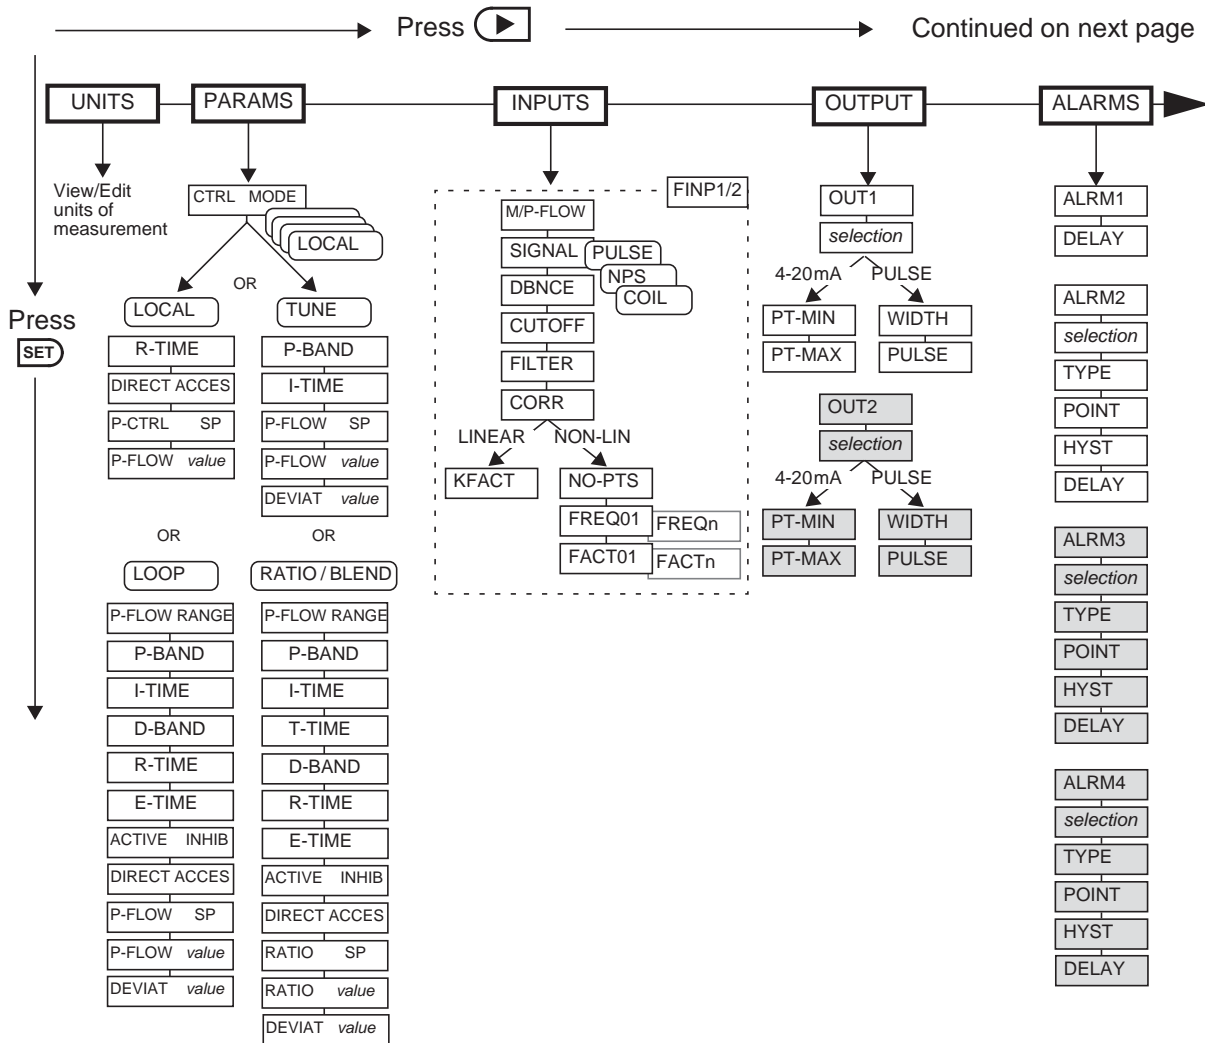 Press
Continued on next page
UNITS
PARAMS
INPUTS
OUTPUT
ALARMS
Press
SET
View/Edit
units of
measurement
CTRL MODE
LOCAL
OR
LOCAL
R-TIME
DIRECT ACCES
P-CTRL SP
P-FLOW value
TUNE
P-BAND
I-TIME
P-FLOW SP
P-FLOW value
DEVIAT value
OR
OR
LOOP
P-FLOW RANGE
P-BAND
I-TIME
D-BAND
R-TIME
E-TIME
ACTIVE INHIB
DIRECT ACCES
P-FLOW SP
P-FLOW value
DEVIAT value
RATIO / BLEND
P-FLOW RANGE
P-BAND
I-TIME
T-TIME
D-BAND
R-TIME
E-TIME
ACTIVE INHIB
DIRECT ACCES
RATIO SP
RATIO value
DEVIAT value
FINP1/2
M/P-FLOW
SIGNAL
PULSE
NPS
COIL
DBNCE
CUTOFF
FILTER
CORR
LINEAR
NON-LIN
KFACT
NO-PTS
FREQ01
FREQn
FACT01
FACTn
OUT1
selection
4-20mA
PULSE
PT-MIN
PT-MAX
WIDTH
PULSE
OUT2
selection
4-20mA
PULSE
PT-MIN
PT-MAX
WIDTH
PULSE
ALRM1
DELAY
ALRM2
selection
TYPE
POINT
HYST
DELAY
ALRM3
selection
TYPE
POINT
HYST
DELAY
ALRM4
selection
TYPE
POINT
HYST
DELAY